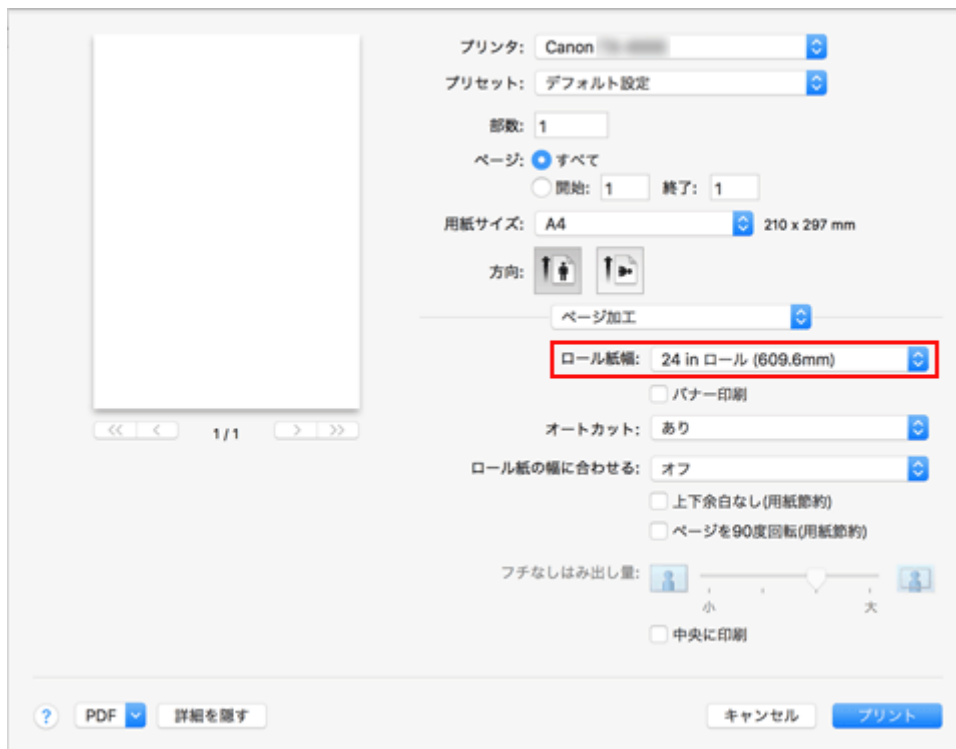 プリンタ: Canon
プリセット: デフォルト設定
部数: 1
ページ: すべて
開始: 1 終了: 1
用紙サイズ: A4 210 x 297 mm
方向:
ページ加工
ロール紙幅: 24 in ロール (609.6mm)
バナー印刷
1 / 1
オートカット: あり
ロール紙の幅に合わせる: オフ
上下余白なし(用紙節約)
ページを90度回転(用紙節約)
フチなしはみ出し量:
小 大
中央に印刷
? PDF 詳細を隠す キャンセル プリント